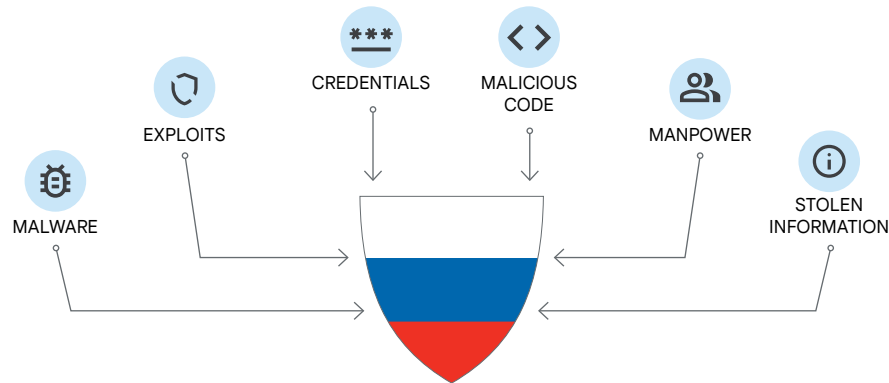 ***
CREDENTIALS
MALICIOUS
CODE
EXPLOITS
MANPOWER
MALWARE
STOLEN
INFORMATION